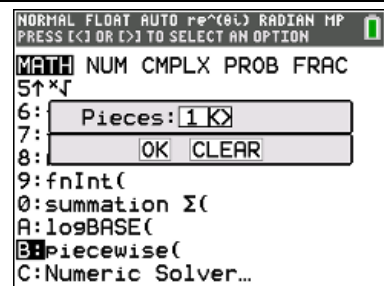 NORMAL FLOAT AUTO re^(θi) RADIAN MP
PRESS [<] OR [>] TO SELECT AN OPTION
MATH NUM CMPLX PROB FRAC
5↑ˣ√
6:
7:
8:
Pieces: 1 <>
OK CLEAR
9:fnInt(
0:summation Σ(
A:logBASE(
B:piecewise(
C:Numeric Solver…